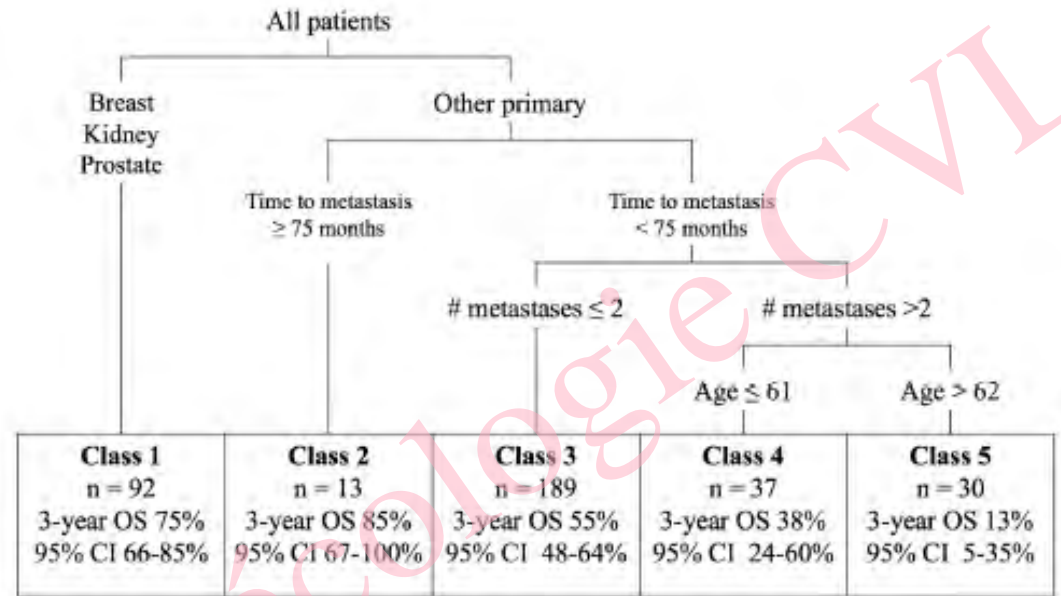 All patients
Breast
Kidney
Prostate
Other primary
Time to metastasis
≥ 75 months
Time to metastasis
< 75 months
# metastases ≤ 2
# metastases >2
Age ≤ 61
Age > 62
Class 1
n = 92
3-year OS 75%
95% CI 66-85%
Class 2
n = 13
3-year OS 85%
95% CI 67-100%
Class 3
n = 189
3-year OS 55%
95% CI 48-64%
Class 4
n = 37
3-year OS 38%
95% CI 24-60%
Class 5
n = 30
3-year OS 13%
95% CI 5-35%
écologie CVI